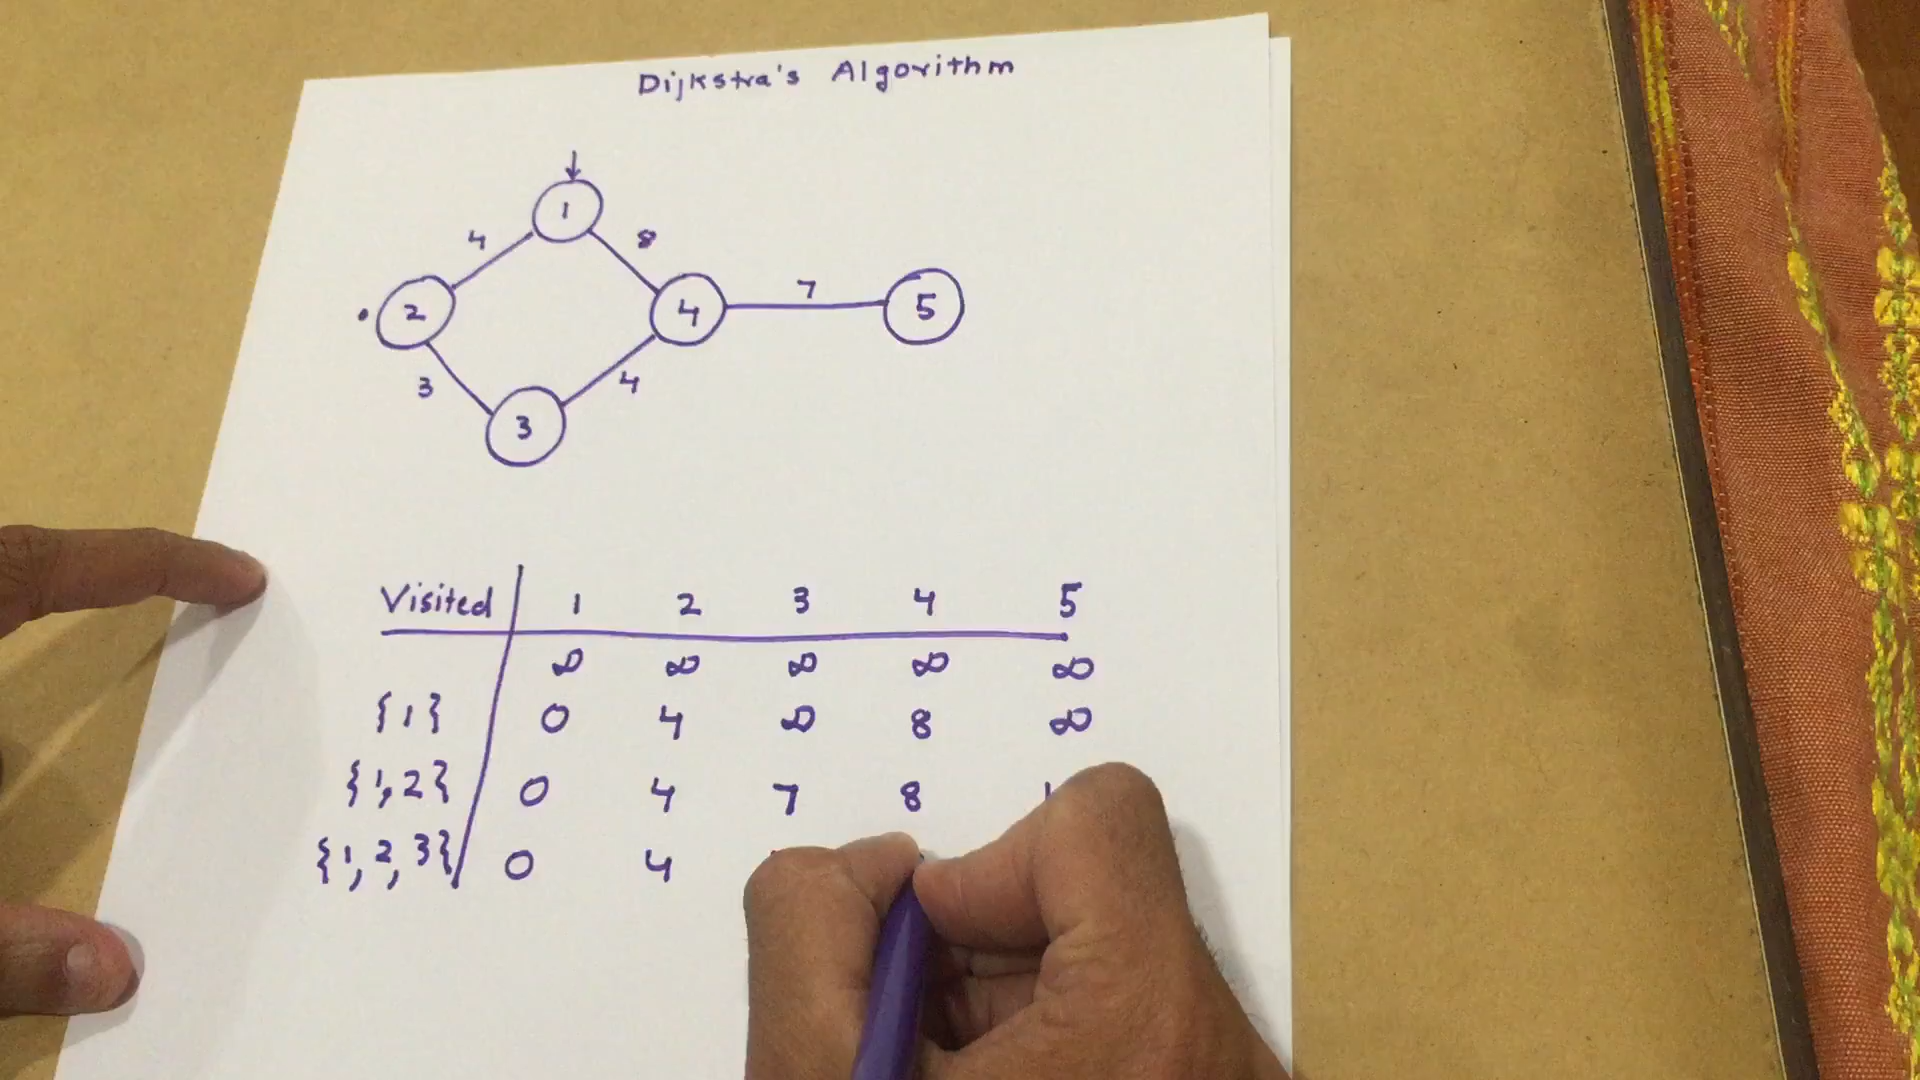 Dijkstra's Algorithm
1
4 8
2 4 7 5
3 4
3
Visited 1 2 3 4 5
∞ ∞ ∞ ∞ ∞
{1} 0 4 ∞ 8 ∞
{1,2} 0 4 7 8
{1,2,3} 0 4